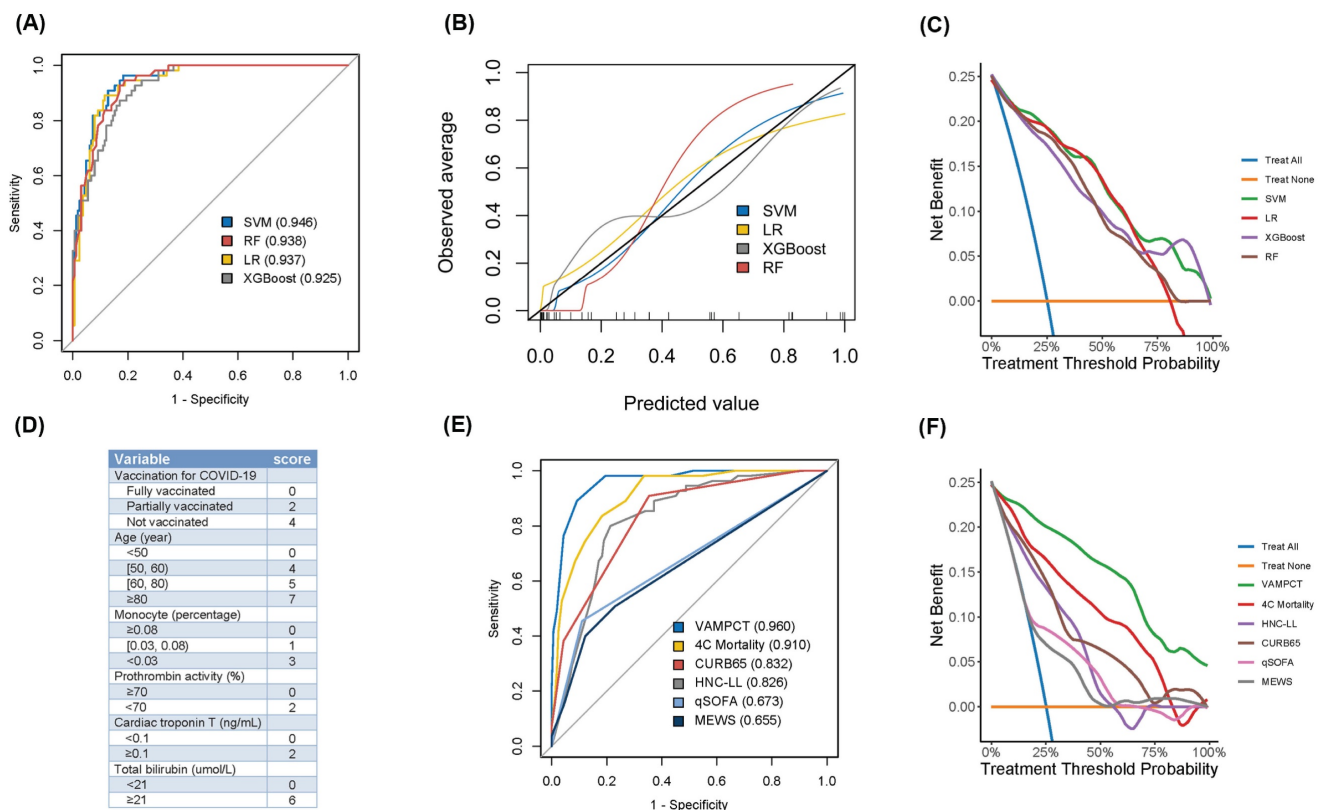 (A)
1.0
0.8
0.6
0.4
0.2
0.0
Sensitivity
SVM (0.946)
RF (0.938)
LR (0.937)
XGBoost (0.925)
0.0 0.2 0.4 0.6 0.8 1.0
1 - Specificity
(B)
1.0
0.8
0.6
0.4
0.2
0.0
Observed average
SVM
LR
XGBoost
RF
0.0 0.2 0.4 0.6 0.8 1.0
Predicted value
(C)
0.25
0.20
0.15
0.10
0.05
0.00
Net Benefit
Treat All
Treat None
SVM
LR
XGBoost
RF
0% 25% 50% 75% 100%
Treatment Threshold Probability
(D)
Variable score
Vaccination for COVID-19
Fully vaccinated 0
Partially vaccinated 2
Not vaccinated 4
Age (year)
<50 0
[50, 60) 4
[60, 80) 5
≥80 7
Monocyte (percentage)
≥0.08 0
[0.03, 0.08) 1
<0.03 3
Prothrombin activity (%)
≥70 0
<70 2
Cardiac troponin T (ng/mL)
<0.1 0
≥0.1 2
Total bilirubin (umol/L)
<21 0
≥21 6
(E)
1.0
0.8
0.6
0.4
0.2
0.0
Sensitivity
VAMPCT (0.960)
4C Mortality (0.910)
CURB65 (0.832)
HNC-LL (0.826)
qSOFA (0.673)
MEWS (0.655)
0.0 0.2 0.4 0.6 0.8 1.0
1 - Specificity
(F)
0.25
0.20
0.15
0.10
0.05
0.00
Net Benefit
Treat All
Treat None
VAMPCT
4C Mortality
HNC-LL
CURB65
qSOFA
MEWS
0% 25% 50% 75% 100%
Treatment Threshold Probability